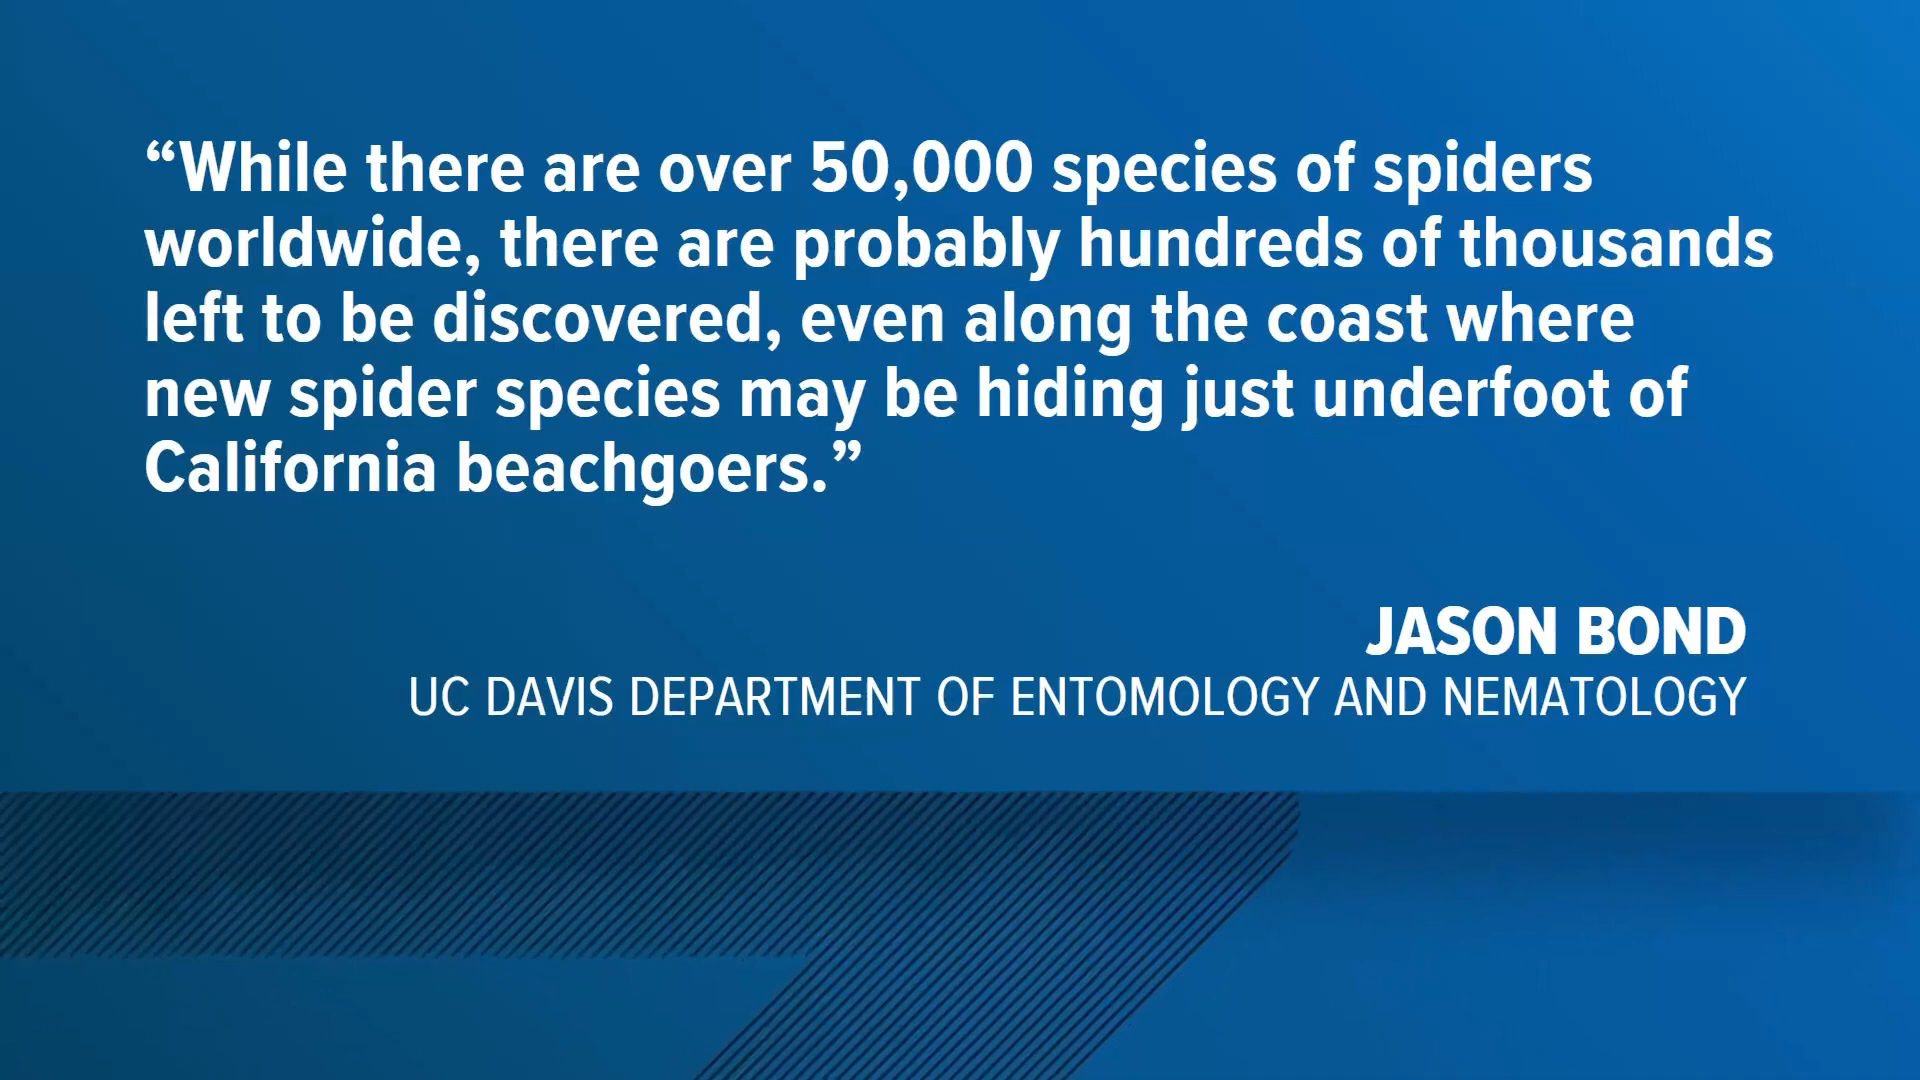 “While there are over 50,000 species of spiders
worldwide, there are probably hundreds of thousands
left to be discovered, even along the coast where
new spider species may be hiding just underfoot of
California beachgoers.”
JASON BOND
UC DAVIS DEPARTMENT OF ENTOMOLOGY AND NEMATOLOGY